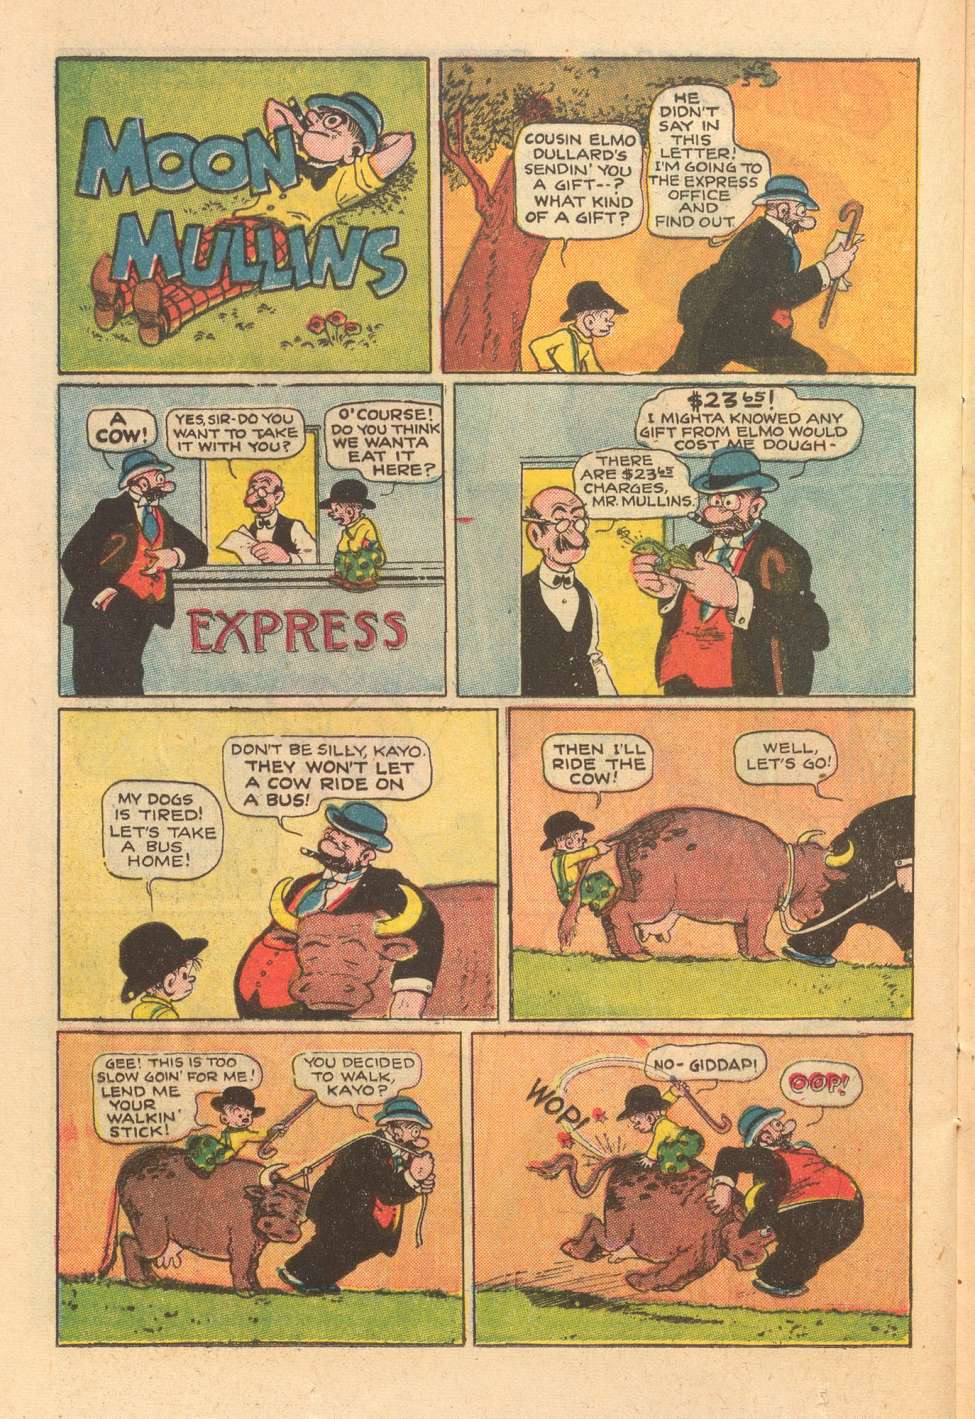 MOON
MULLINS
COUSIN ELMO
DULLARD'S
SENDIN' YOU
A GIFT--?
WHAT KIND
OF A GIFT?
HE
DIDN'T
SAY IN
THIS
LETTER!
I'M GOING TO
THE EXPRESS
OFFICE
AND
FIND OUT.
A
COW!
YES, SIR-DO YOU
WANT TO TAKE
IT WITH YOU?
O'COURSE!
DO YOU THINK
WE WANTA
EAT IT
HERE?
EXPRESS
THERE
ARE $23 65
CHARGES,
MR. MULLINS.
$23 65!
I MIGHTA KNOWED ANY
GIFT FROM ELMO WOULD
COST ME DOUGH-
MY DOGS
IS TIRED!
LET'S TAKE
A BUS
HOME!
DON'T BE SILLY, KAYO.
THEY WON'T LET
A COW RIDE ON
A BUS!
THEN I'LL
RIDE THE
COW!
WELL,
LET'S GO!
GEE! THIS IS TOO
SLOW GOIN' FOR ME!
LEND ME
YOUR
WALKIN'
STICK!
YOU DECIDED
TO WALK,
KAYO?
WOP!
NO-GIDDAP!
OOP!